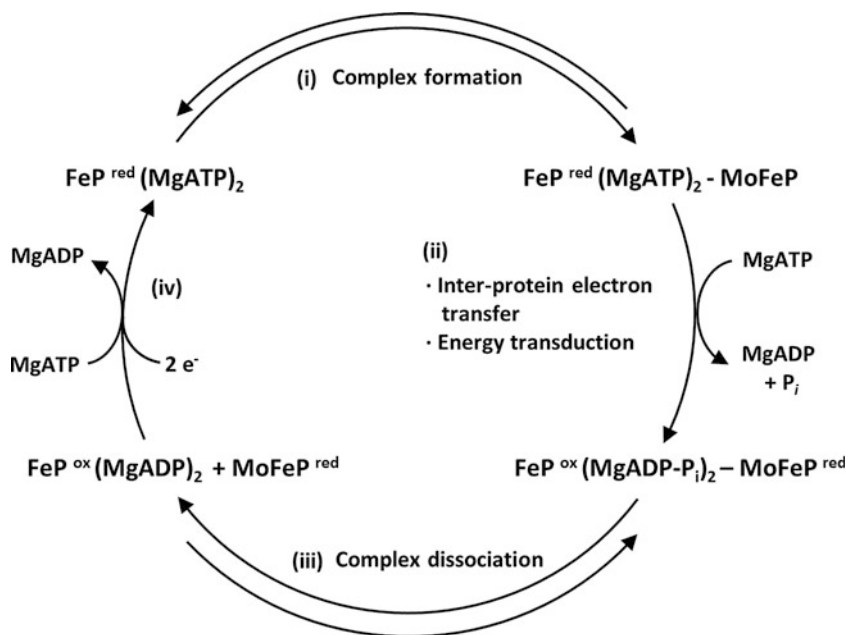 (i) Complex formation
FeP red (MgATP)2
FeP red (MgATP)2 - MoFeP
MgADP
(iv)
MgATP
2 e-
(ii)
· Inter-protein electron
transfer
· Energy transduction
MgATP
MgADP
+ Pi
FeP ox (MgADP)2 + MoFeP red
FeP ox (MgADP-Pi)2 – MoFeP red
(iii) Complex dissociation